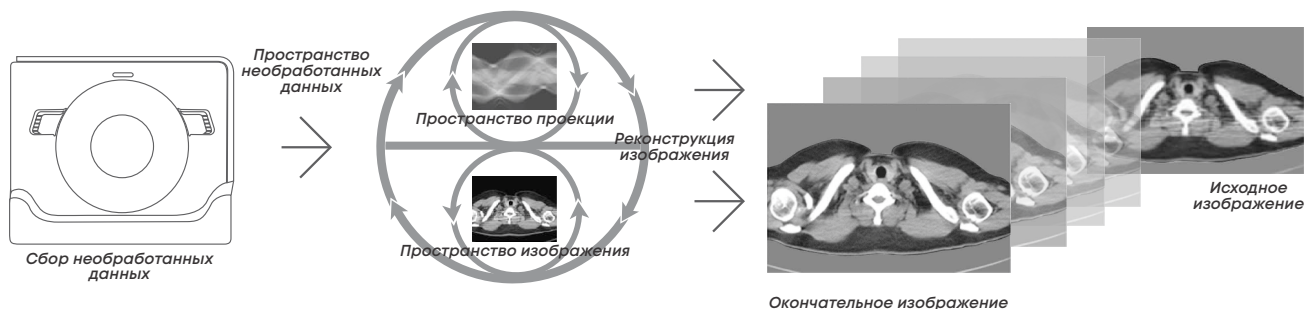 Пространство
необработанных
данных
Пространство проекции
Реконструкция
изображения
Пространство изображения
Сбор необработанных
данных
Исходное
изображение
Окончательное изображение